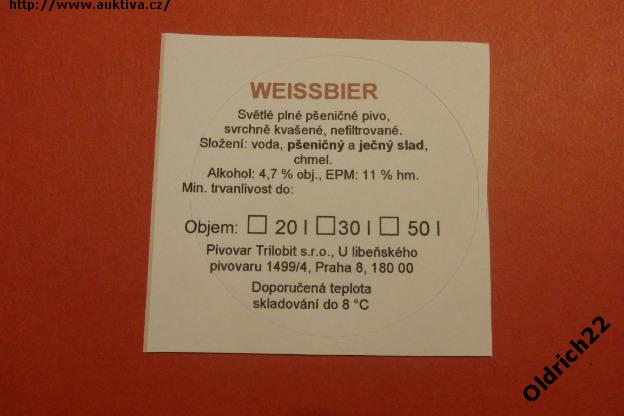 http://www.auktiva.cz/
WEISSBIER
Světlé plné pšeničné pivo,
svrchně kvašené, nefiltrované.
Složení: voda, pšeničný a ječný slad,
chmel.
Alkohol: 4,7 % obj., EPM: 11 % hm.
Min. trvanlivost do:
Objem: ☐ 20 l ☐ 30 l ☐ 50 l
Pivovar Trilobit s.r.o., U libeňského
pivovaru 1499/4, Praha 8, 180 00
Doporučená teplota
skladování do 8 °C
Oldrich22